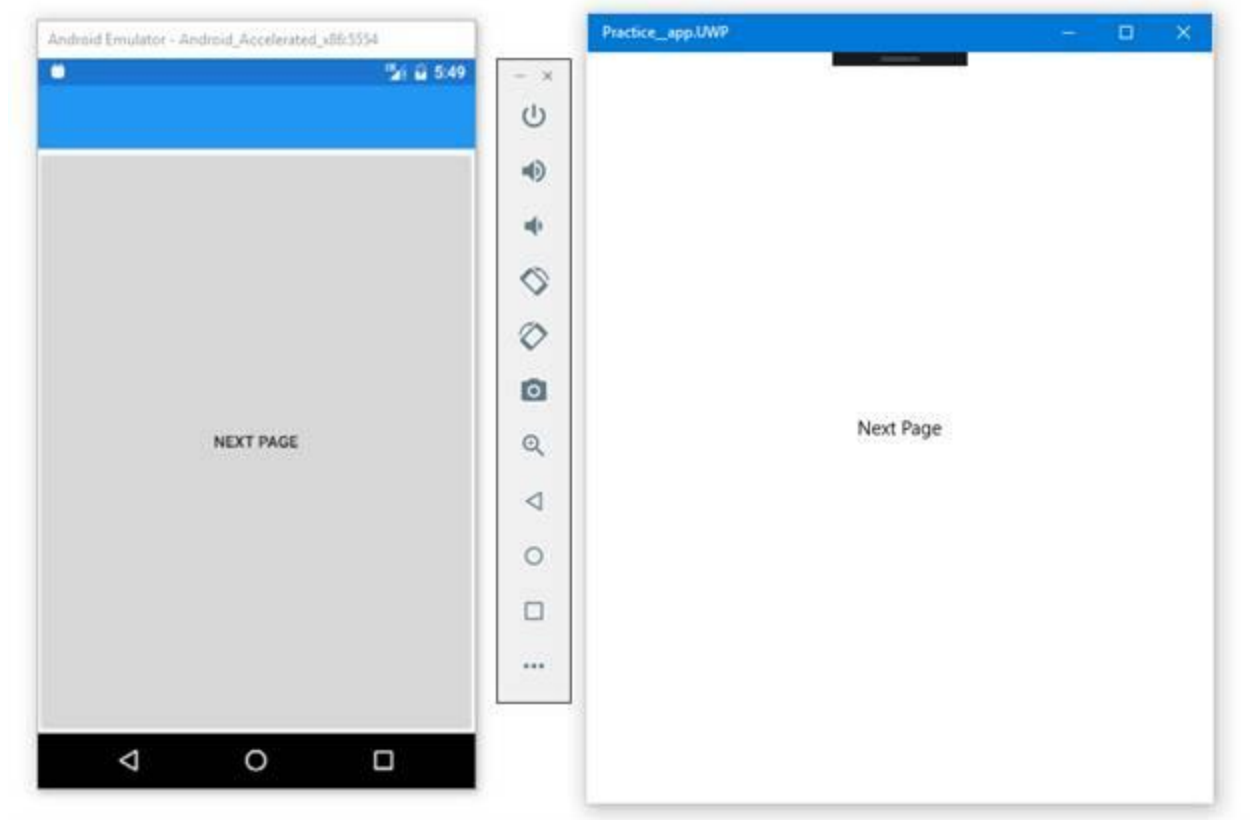 Android Emulator - Android_Accelerated_x86:5554
5:49
NEXT PAGE
Practice__app.UWP
Next Page